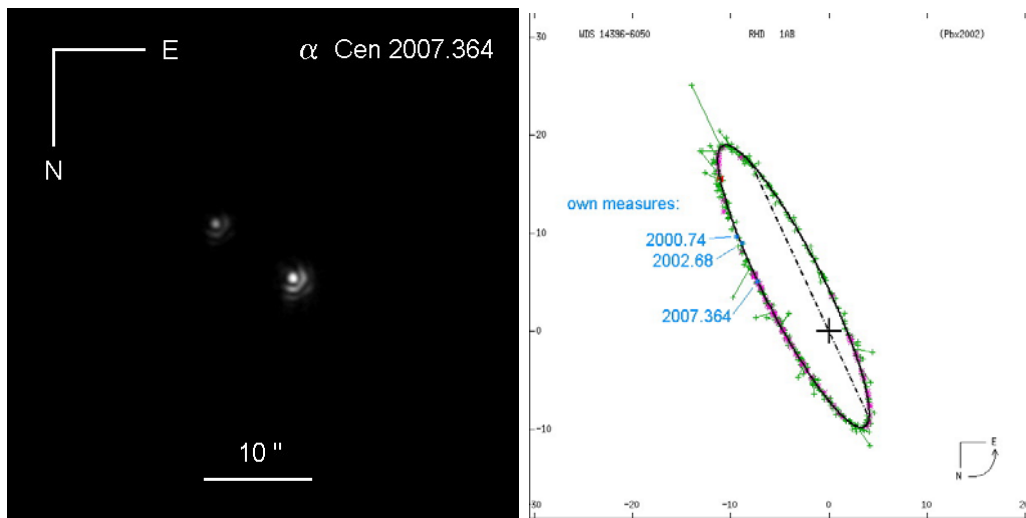 E
α Cen 2007.364
N
10 "
WDS 14396-6050 RHD 1AB (Pbx2002)
30
20
own measures:
10
2000.74
2002.68
2007.364
0
-10
E
N
-30 -20 -10 0 10 20